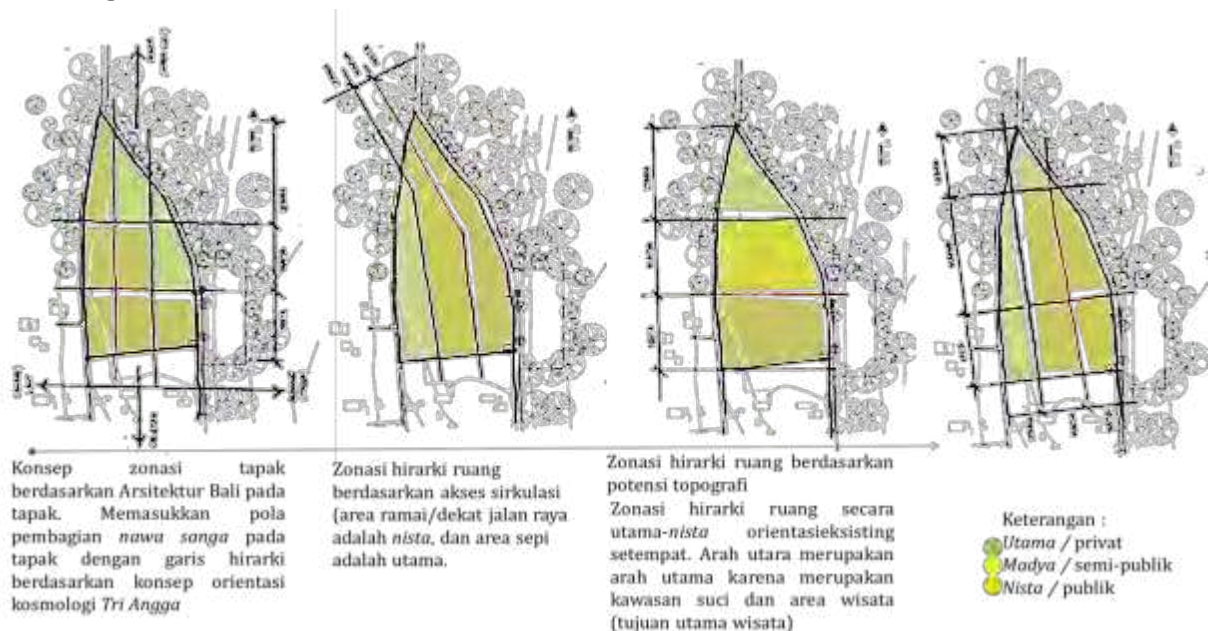 Konsep zonasi tapak
berdasarkan Arsitektur Bali pada
tapak. Memasukkan pola
pembagian nawa sanga pada
tapak dengan garis hirarki
berdasarkan konsep orientasi
kosmologi Tri Angga
Zonasi hirarki ruang
berdasarkan akses sirkulasi
(area ramai/dekat jalan raya
adalah nista, dan area sepi
adalah utama.
Zonasi hirarki ruang berdasarkan
potensi topografi
Zonasi hirarki ruang secara
utama-nista orientasieksisting
setempat. Arah utara merupakan
arah utama karena merupakan
kawasan suci dan area wisata
(tujuan utama wisata)
Keterangan :
Utama / privat
Madya / semi-publik
Nista / publik